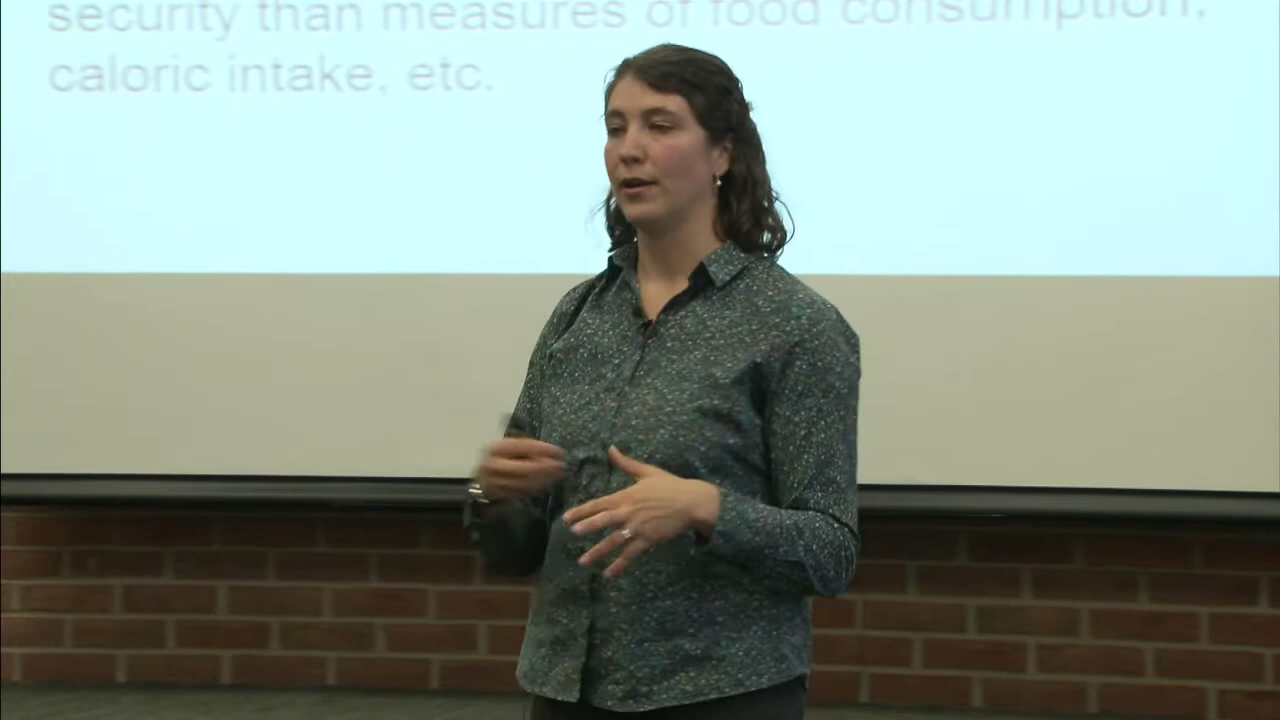 security than measures of food consumption,
caloric intake, etc.